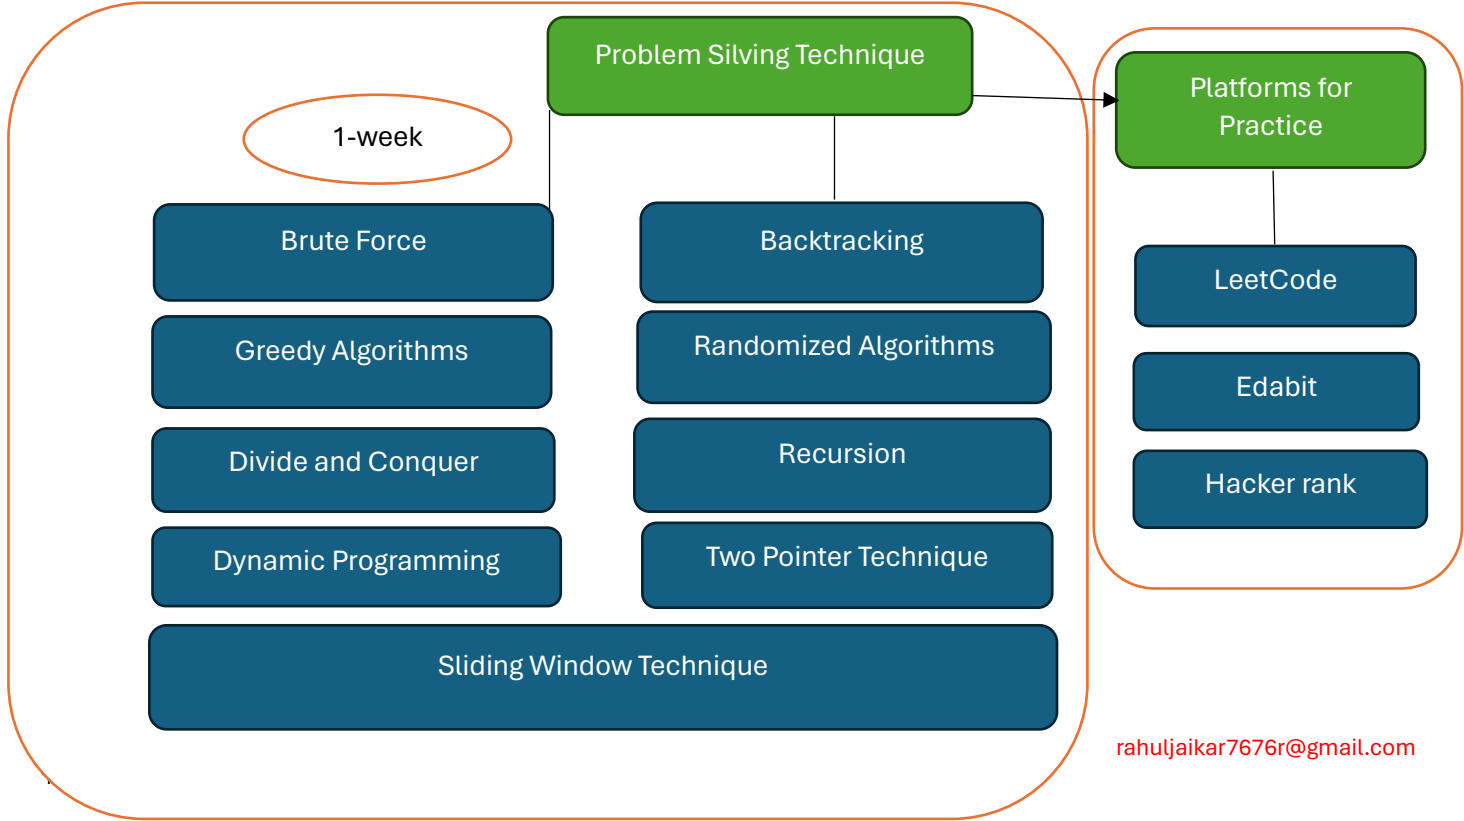 Problem Silving Technique
Platforms for
Practice
1-week
Brute Force
Backtracking
LeetCode
Greedy Algorithms
Randomized Algorithms
Edabit
Divide and Conquer
Recursion
Hacker rank
Dynamic Programming
Two Pointer Technique
Sliding Window Technique
rahuljaikar7676r@gmail.com